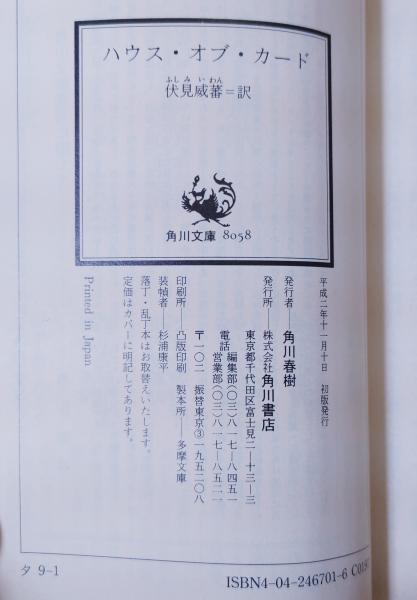 ハウス・オブ・カード
ふしみいわん
伏見威蕃＝訳
角川文庫 8058
平成二年十一月十日　初版発行
発行者――角川春樹
発行所――株式会社角川書店
東京都千代田区富士見二―十三―三
編集部(〇三)八一七―八四五一
電話
営業部(〇三)八一七―八五二一
〒一〇二　振替東京③一九五二〇八
印刷所――凸版印刷　製本所――多摩文庫
装幀者――杉浦康平
落丁・乱丁本はお取替えいたします。
定価はカバーに明記してあります。
Printed in Japan
タ 9-1
ISBN4-04-246701-6